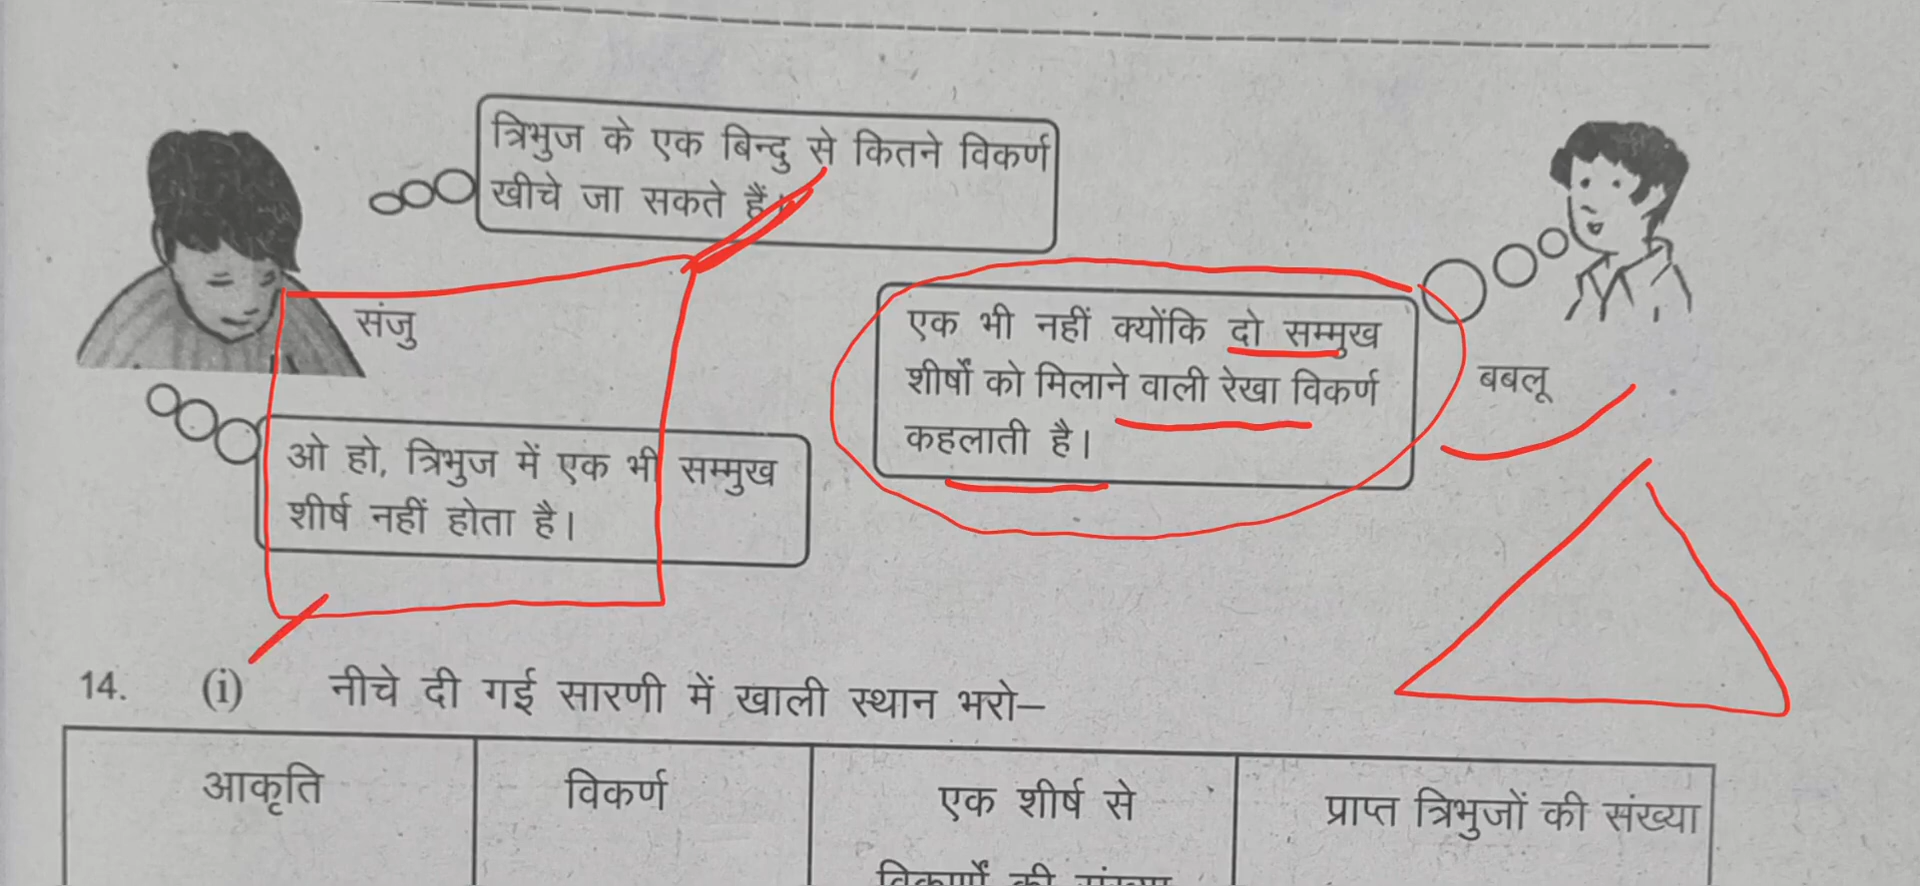 त्रिभुज के एक बिन्दु से कितने विकर्ण
खीचे जा सकते हैं।
संजु
एक भी नहीं क्योंकि दो सम्मुख
शीर्षों को मिलाने वाली रेखा विकर्ण
कहलाती है।
बबलू
ओ हो, त्रिभुज में एक भी सम्मुख
शीर्ष नहीं होता है।
14. (i) नीचे दी गई सारणी में खाली स्थान भरो–
आकृति
विकर्ण
एक शीर्ष से
विकर्णों की संख्या
प्राप्त त्रिभुजों की संख्या